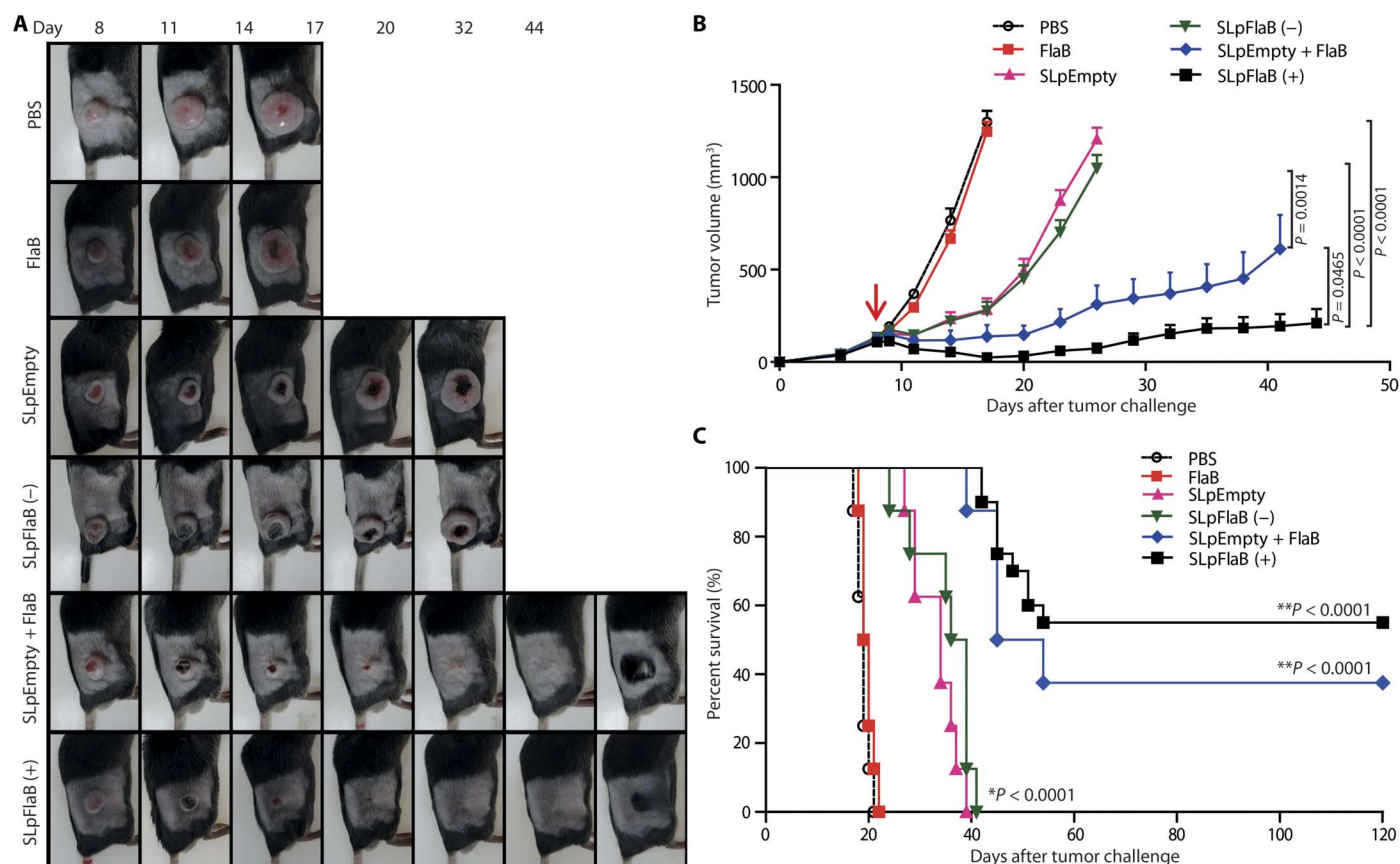 A Day 8 11 14 17 20 32 44
PBS
FlaB
SLpEmpty
SLpFlaB (−)
SLpEmpty + FlaB
SLpFlaB (+)
B
PBS
FlaB
SLpEmpty
SLpFlaB (−)
SLpEmpty + FlaB
SLpFlaB (+)
Tumor volume (mm³)
1500
1000
500
0
0 10 20 30 40 50
Days after tumor challenge
P = 0.0014
P = 0.0465
P < 0.0001
P < 0.0001
C
PBS
FlaB
SLpEmpty
SLpFlaB (−)
SLpEmpty + FlaB
SLpFlaB (+)
Percent survival (%)
100
80
60
40
20
0
**P < 0.0001
**P < 0.0001
*P < 0.0001
0 20 40 60 80 100 120
Days after tumor challenge